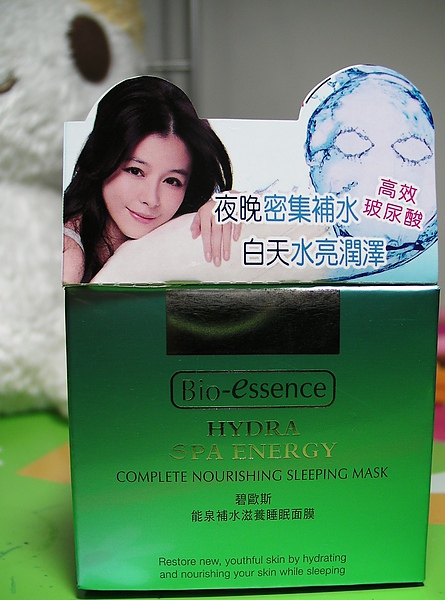 夜晚密集補水
高效
玻尿酸
白天水亮潤澤
Bio-essence
HYDRA
SPA ENERGY
COMPLETE NOURISHING SLEEPING MASK
碧歐斯
能泉補水滋養睡眠面膜
Restore new, youthful skin by hydrating
and nourishing your skin while sleeping